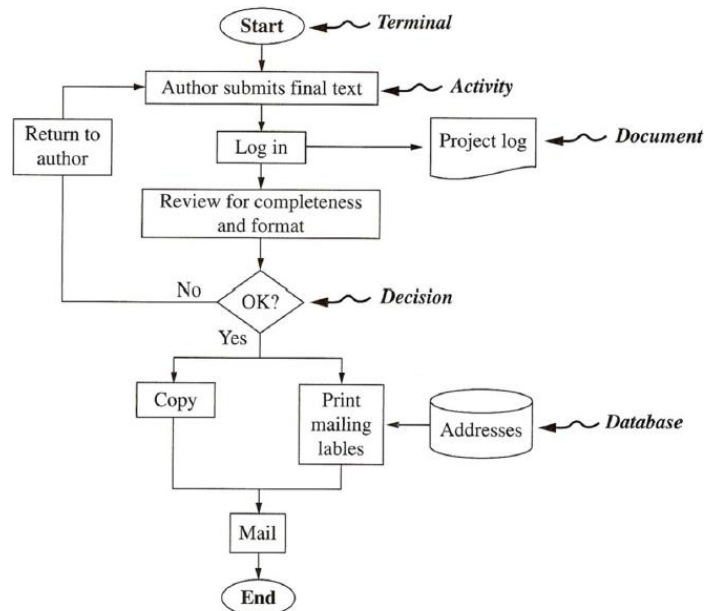 Start
Terminal
Author submits final text
Activity
Return to
author
Log in
Project log
Document
Review for completeness
and format
No
OK?
Decision
Yes
Copy
Print
mailing
lables
Addresses
Database
Mail
End